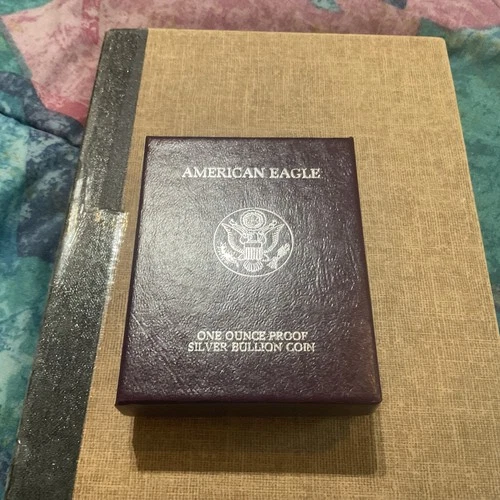 AMERICAN EAGLE
ONE OUNCE PROOF
SILVER BULLION COIN